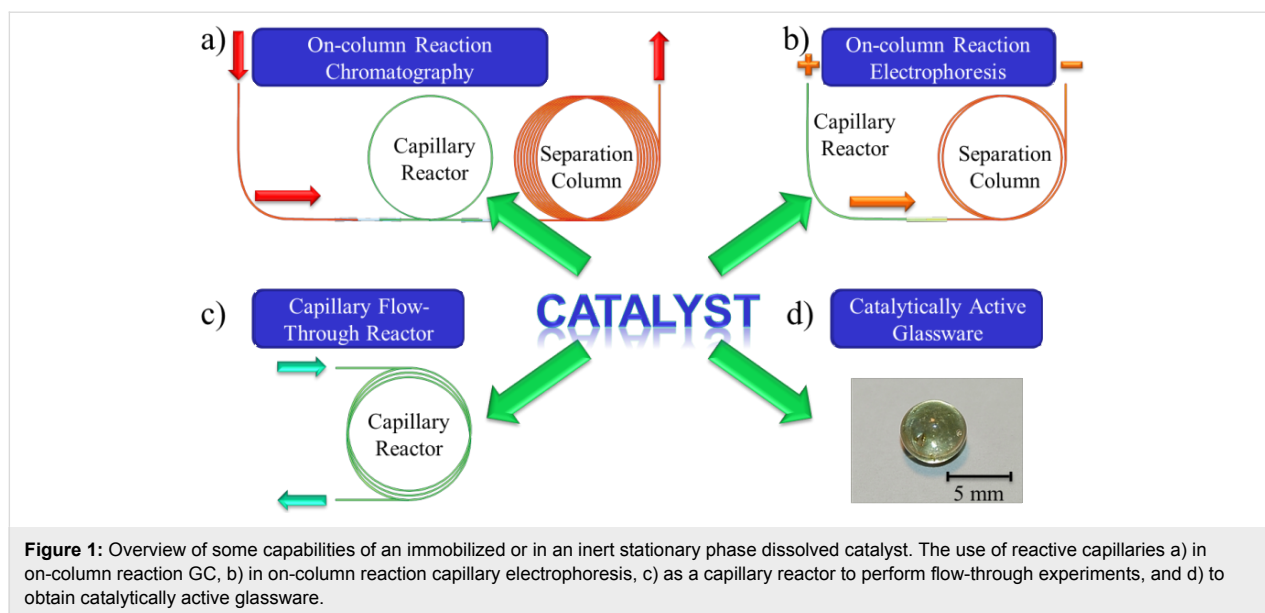 a)
On-column Reaction
Chromatography
Capillary
Reactor
Separation
Column
b)
On-column Reaction
Electrophoresis
Capillary
Reactor
Separation
Column
CATALYST
c)
Capillary Flow-
Through Reactor
Capillary
Reactor
d)
Catalytically Active
Glassware
5 mm
Figure 1: Overview of some capabilities of an immobilized or in an inert stationary phase dissolved catalyst. The use of reactive capillaries a) in
on-column reaction GC, b) in on-column reaction capillary electrophoresis, c) as a capillary reactor to perform flow-through experiments, and d) to
obtain catalytically active glassware.